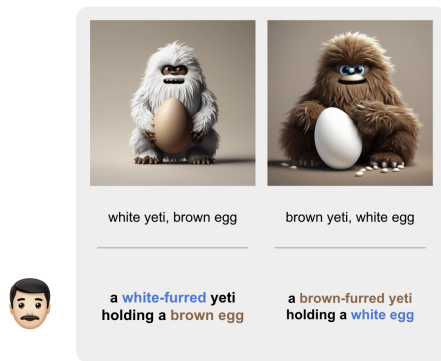 white yeti, brown egg
brown yeti, white egg
a white-furred yeti
holding a brown egg
a brown-furred yeti
holding a white egg